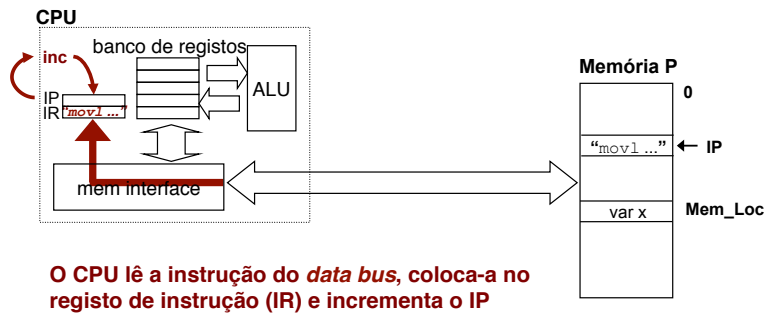 CPU
banco de registos
inc
ALU
IP
IR "movl ..."
mem interface
Memória P
0
"movl ..." IP
var x Mem_Loc
O CPU lê a instrução do data bus, coloca-a no
registo de instrução (IR) e incrementa o IP